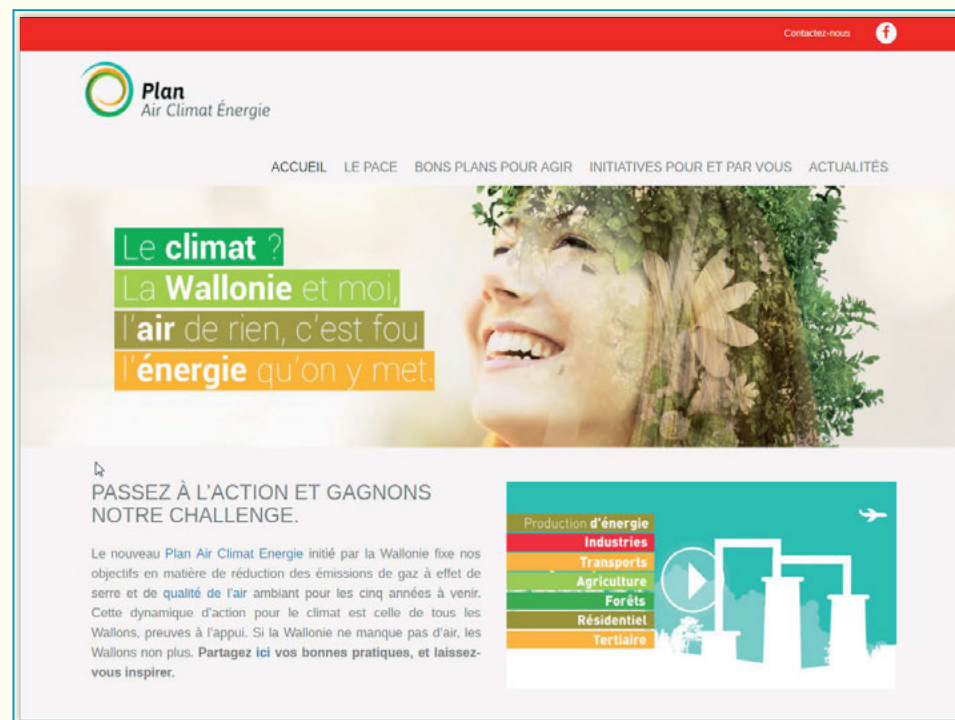 Contactez-nous
Plan
Air Climat Énergie
ACCUEIL LE PACE BONS PLANS POUR AGIR INITIATIVES POUR ET PAR VOUS ACTUALITÉS
Le climat ?
La Wallonie et moi,
l'air de rien, c'est fou
l'énergie qu'on y met.
PASSEZ À L'ACTION ET GAGNONS
NOTRE CHALLENGE.
Le nouveau Plan Air Climat Energie initié par la Wallonie fixe nos
objectifs en matière de réduction des émissions de gaz à effet de
serre et de qualité de l'air ambiant pour les cinq années à venir.
Cette dynamique d'action pour le climat est celle de tous les
Wallons, preuves à l'appui. Si la Wallonie ne manque pas d'air, les
Wallons non plus. Partagez ici vos bonnes pratiques, et laissez-
vous inspirer.
Production d'énergie
Industries
Transports
Agriculture
Forêts
Résidentiel
Tertiaire